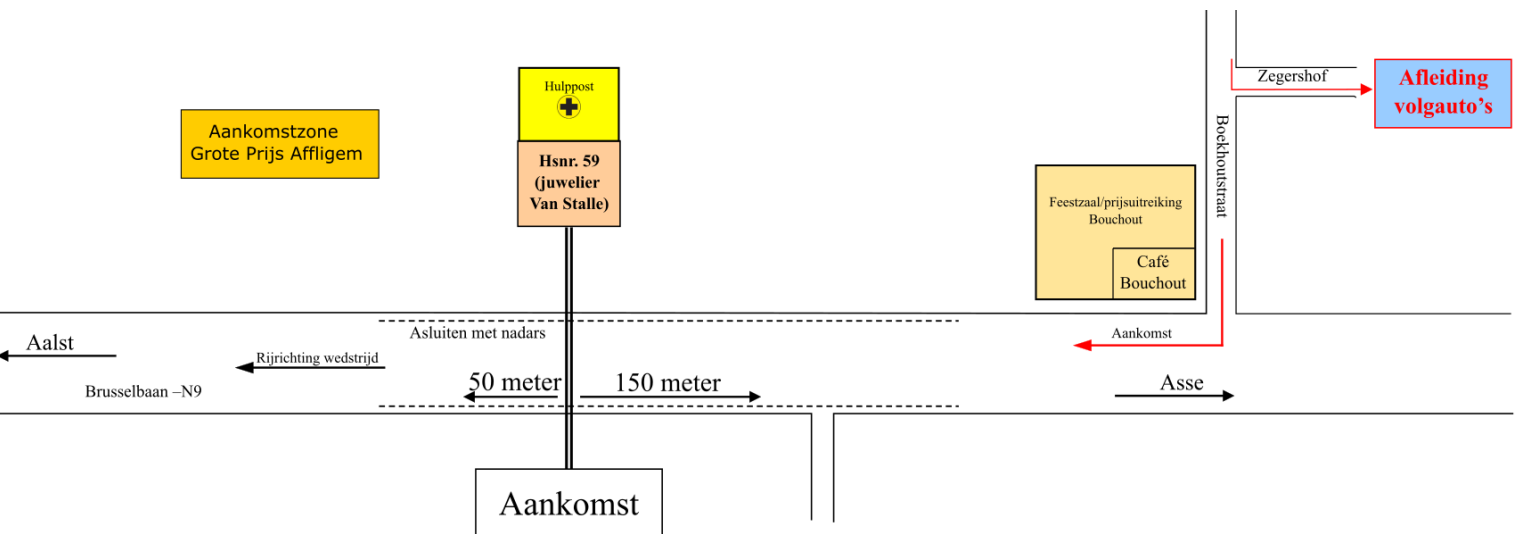 Zegershof
Afleiding
volgauto's
Hulppost
Aankomstzone
Grote Prijs Affligem
Boekhoutstraat
Hsnr. 59
(juwelier
Van Stalle)
Feestzaal/prijsuitreiking
Bouchout
Café
Bouchout
Asluiten met nadars
Aankomst
Aalst
Rijrichting wedstrijd
50 meter
150 meter
Asse
Brusselbaan –N9
Aankomst